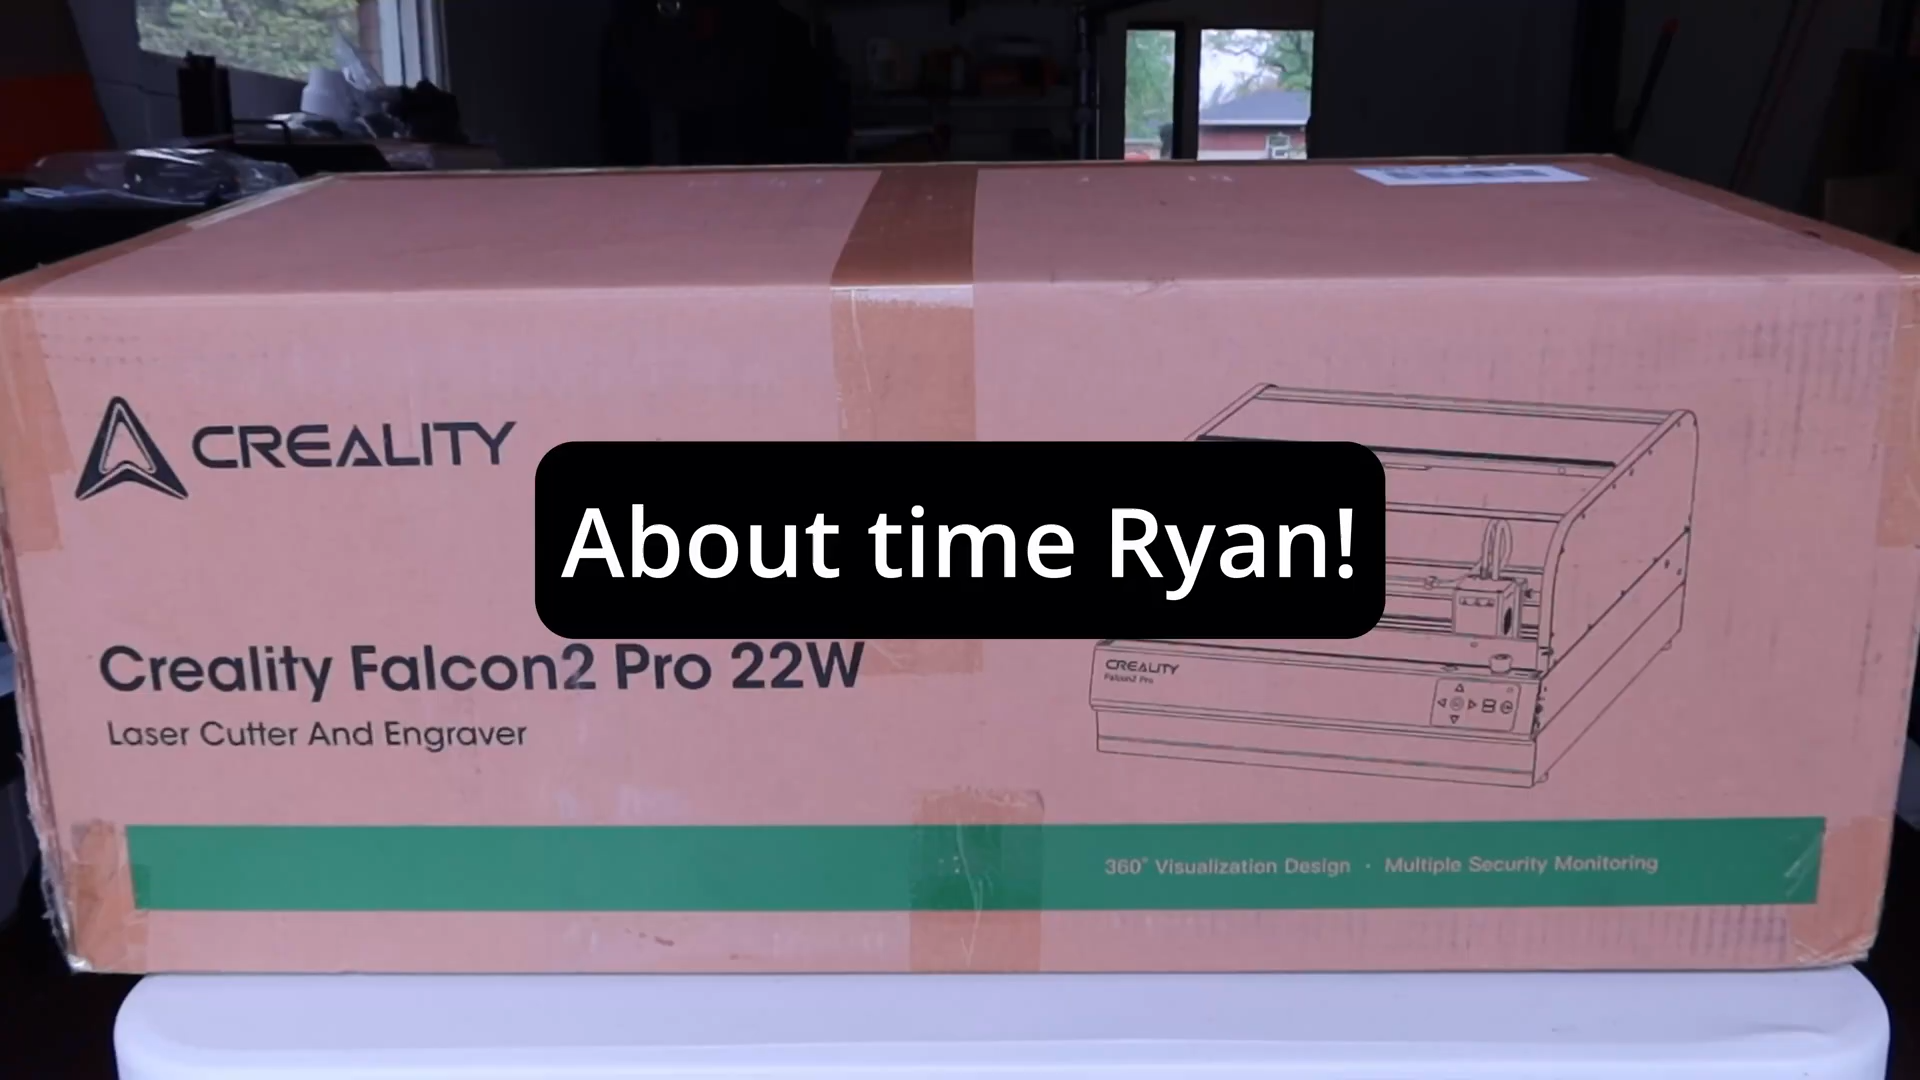 CREALITY
About time Ryan!
Creality Falcon2 Pro 22W
Laser Cutter And Engraver
CREALITY
Falcon2 Pro
360° Visualization Design · Multiple Security Monitoring